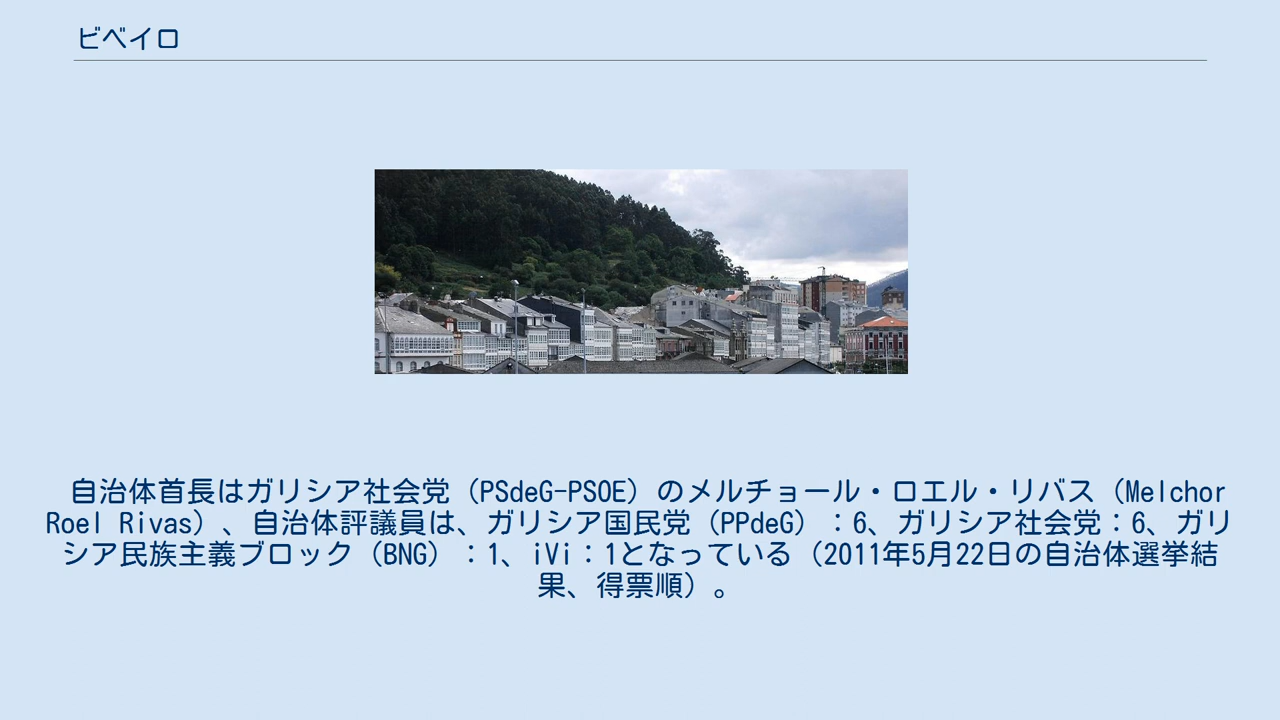 ビベイロ
自治体首長はガリシア社会党（PSdeG-PSOE）のメルチョール・ロエル・リバス（Melchor
Roel Rivas）、自治体評議員は、ガリシア国民党（PPdeG）：6、ガリシア社会党：6、ガリ
シア民族主義ブロック（BNG）：1、iVi：1となっている（2011年5月22日の自治体選挙結
果、得票順）。